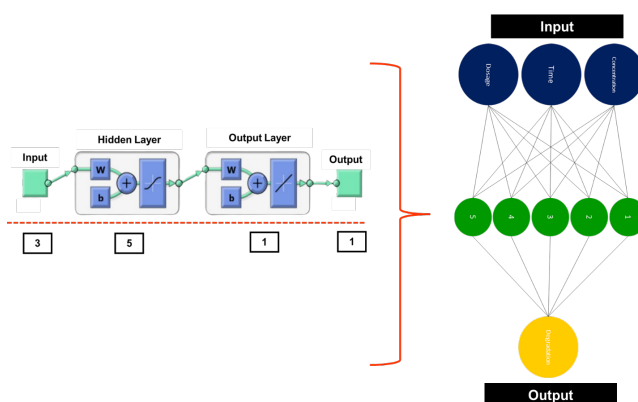 Input
Dosage
Time
Concentration
Hidden Layer
Output Layer
Input
Output
W
b
W
b
3
5
1
1
5
4
3
2
1
Degradation
Output